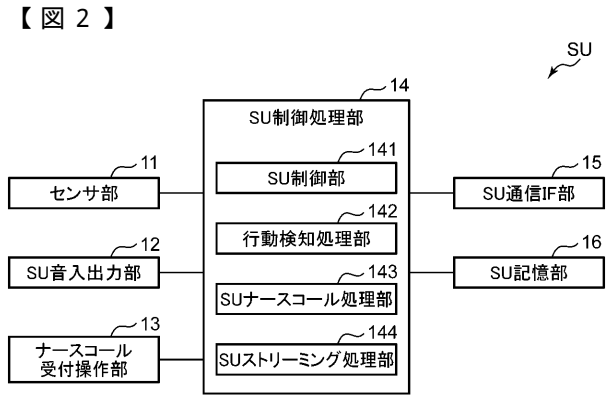 【図2】
SU
14
SU制御処理部
141
SU制御部
142
行動検知処理部
143
SUナースコール処理部
144
SUストリーミング処理部
11
センサ部
12
SU音入出力部
13
ナースコール
受付操作部
15
SU通信IF部
16
SU記憶部